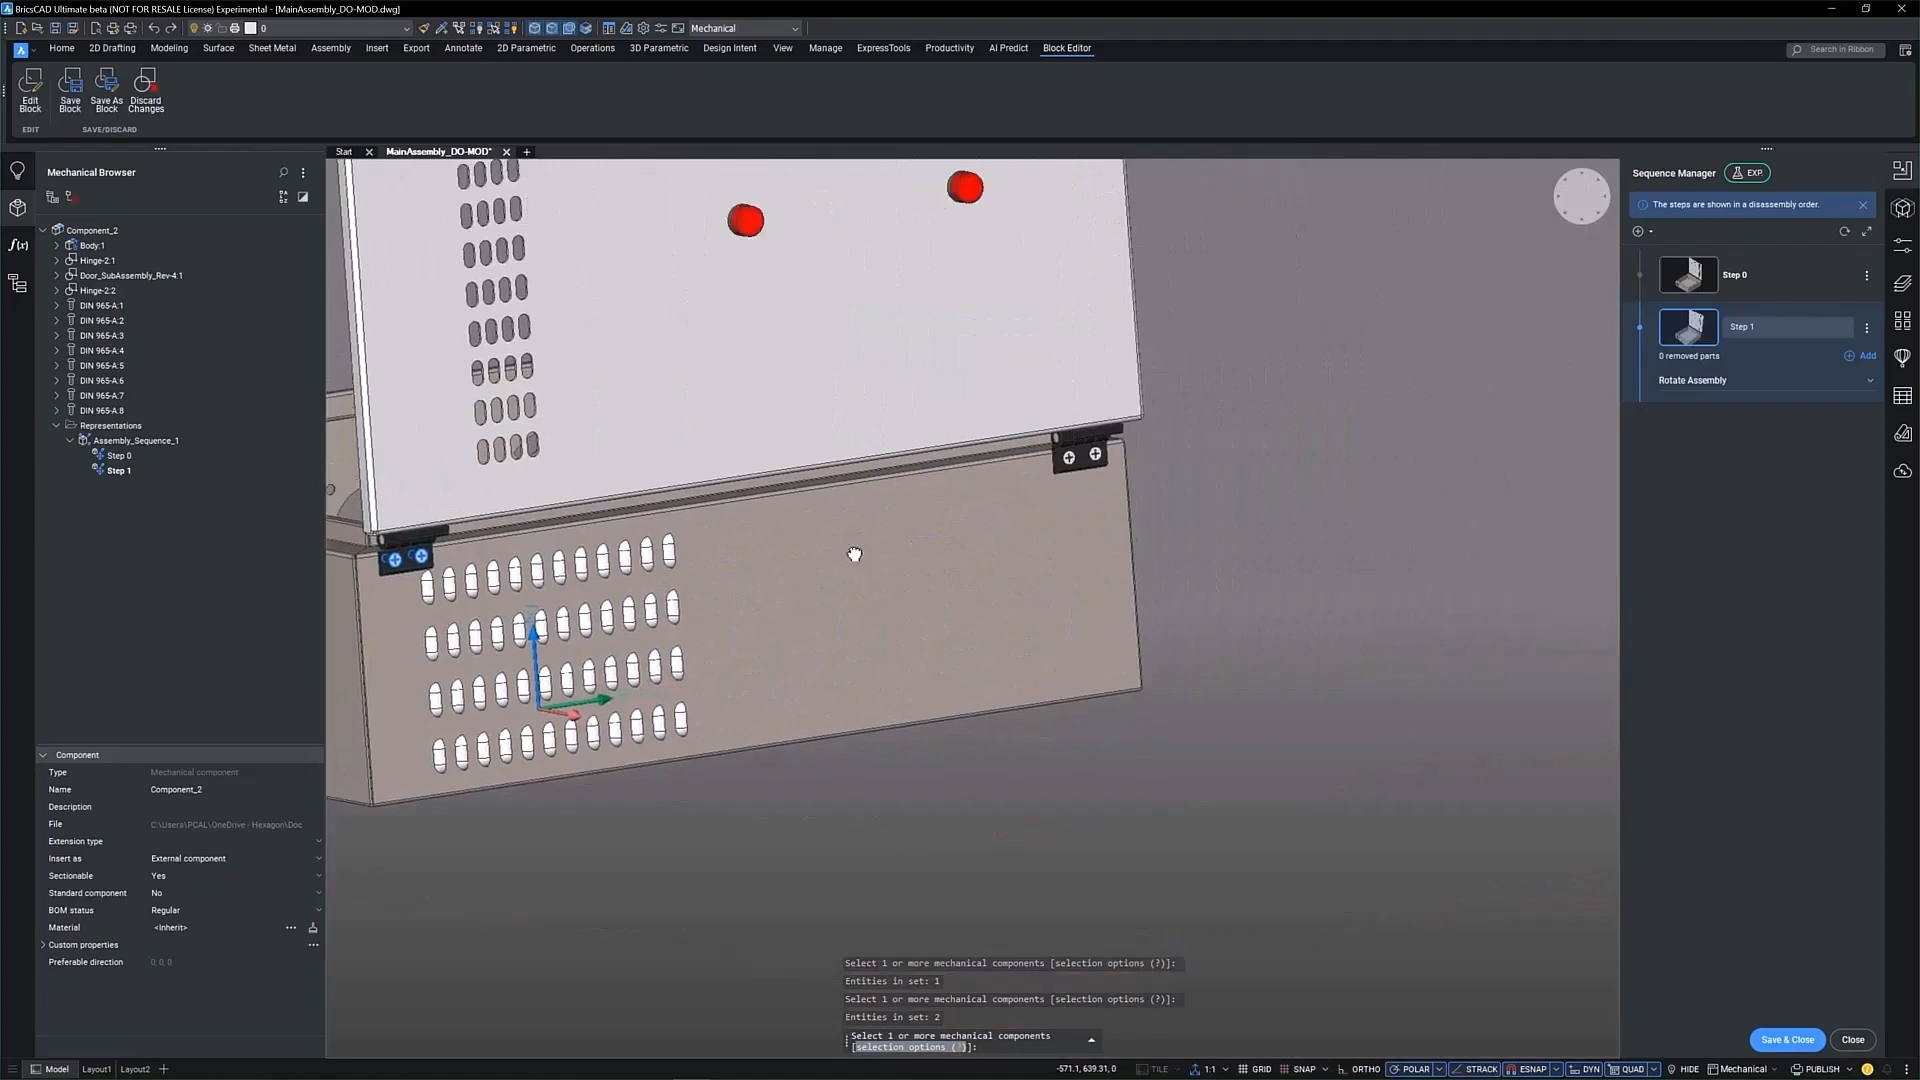 BricsCAD Ultimate beta (NOT FOR RESALE License) Experimental - [MainAssembly_DO-MOD.dwg]
0
Mechanical
Home 2D Drafting Modeling Surface Sheet Metal Assembly Insert Export Annotate 2D Parametric Operations 3D Parametric Design Intent View Manage ExpressTools Productivity AI Predict Block Editor
Search in Ribbon
Edit Block
Save Block
Save As Block
Discard Changes
EDIT
SAVE/DISCARD
Start
MainAssembly_DO-MOD*
Mechanical Browser
f(x)
Component_2
Body:1
Hinge-2:1
Door_SubAssembly_Rev-4:1
Hinge-2:2
DIN 965-A:1
DIN 965-A:2
DIN 965-A:3
DIN 965-A:4
DIN 965-A:5
DIN 965-A:6
DIN 965-A:7
DIN 965-A:8
Representations
Assembly_Sequence_1
Step 0
Step 1
Component
Type Mechanical component
Name Component_2
Description
File C:\Users\PCAL\OneDrive - Hexagon\Doc
Extension type
Insert as External component
Sectionable Yes
Standard component No
BOM status Regular
Material <Inherit>
Custom properties
Preferable direction 0, 0, 0
Sequence Manager EXP.
The steps are shown in a disassembly order.
Step 0
Step 1
0 removed parts
Add
Rotate Assembly
Select 1 or more mechanical components [selection options (?)]:
Entities in set: 1
Select 1 or more mechanical components [selection options (?)]:
Entities in set: 2
Select 1 or more mechanical components
[selection options (?)]:
Save & Close
Close
Model Layout1 Layout2
-571.1, 639.31, 0 TILE 1:1 GRID SNAP ORTHO POLAR STRACK ESNAP DYN QUAD HIDE Mechanical PUBLISH